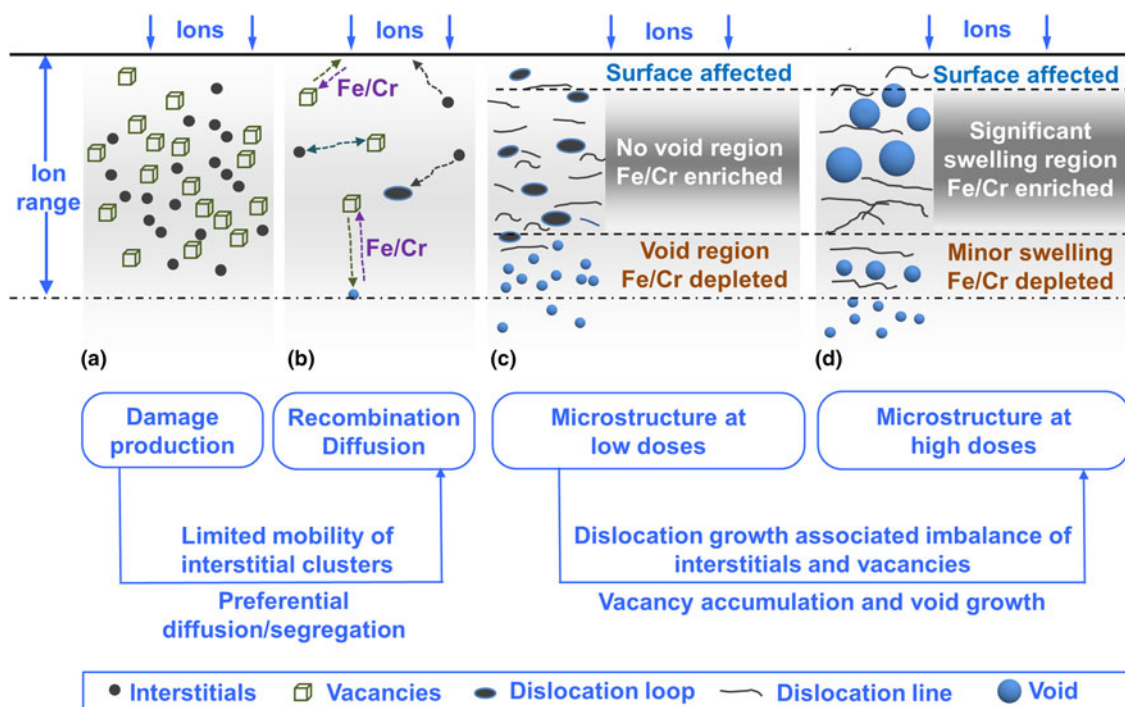 Ions
Ions
Ions
Ions
Ion
range
Fe/Cr
Fe/Cr
Surface affected
No void region
Fe/Cr enriched
Void region
Fe/Cr depleted
Surface affected
Significant
swelling region
Fe/Cr enriched
Minor swelling
Fe/Cr depleted
(a)
(b)
(c)
(d)
Damage
production
Recombination
Diffusion
Microstructure at
low doses
Microstructure at
high doses
Limited mobility of
interstitial clusters
Preferential
diffusion/segregation
Dislocation growth associated imbalance of
interstitials and vacancies
Vacancy accumulation and void growth
Interstitials
Vacancies
Dislocation loop
Dislocation line
Void